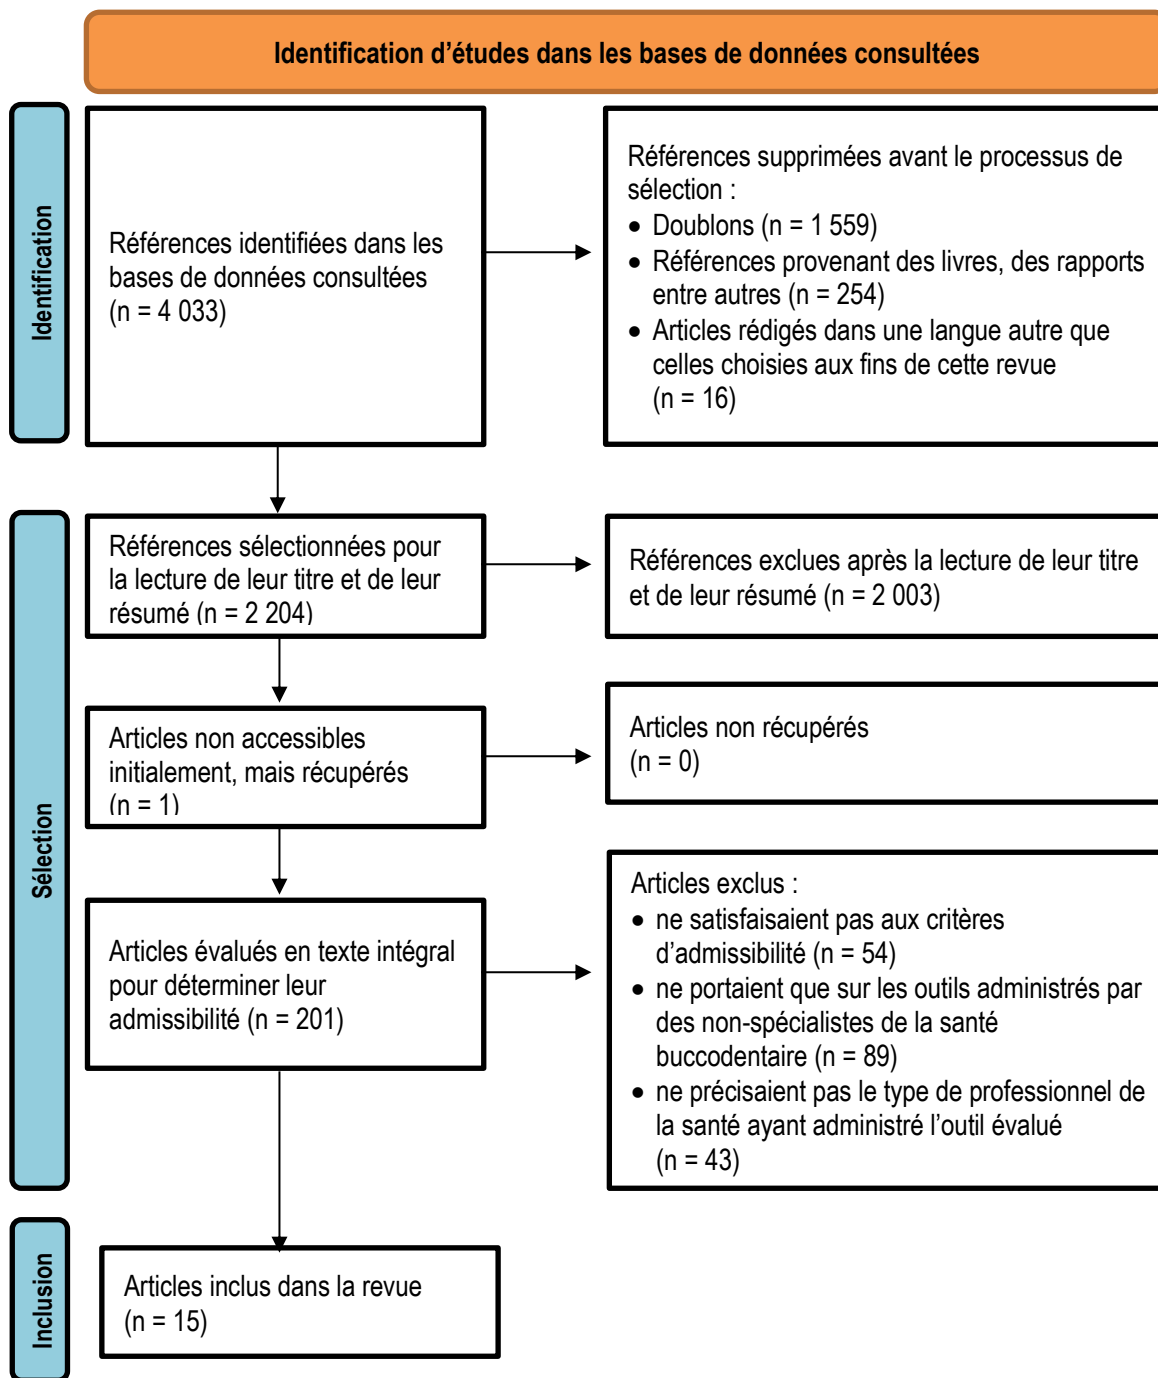 Identification d’études dans les bases de données consultée
Identification
Références identifiées dans les
bases de données consultées
(n = 4 033)
Références supprimées avant le processus de
sélection :
• Doublons (n = 1 559)
• Références provenant des livres, des rapports
entre autres (n = 254)
• Articles rédigés dans une langue autre que
celles choisies aux fins de cette revue
(n = 16)
Sélection
Références sélectionnées pour
la lecture de leur titre et de leur
résumé (n = 2 204)
Références exclues après la lecture de leur titre
et de leur résumé (n = 2 003)
Articles non accessibles
initialement, mais récupérés
(n = 1)
Articles non récupérés
(n = 0)
Articles évalués en texte intégral
pour déterminer leur
admissibilité (n = 201)
Articles exclus :
• ne satisfaisaient pas aux critères
d’admissibilité (n = 54)
• ne portaient que sur les outils administrés par
des non-spécialistes de la santé
buccodentaire (n = 89)
• ne précisaient pas le type de professionnel de
la santé ayant administré l’outil évalué
(n = 43)
Inclusion
Articles inclus dans la revue
(n = 15)